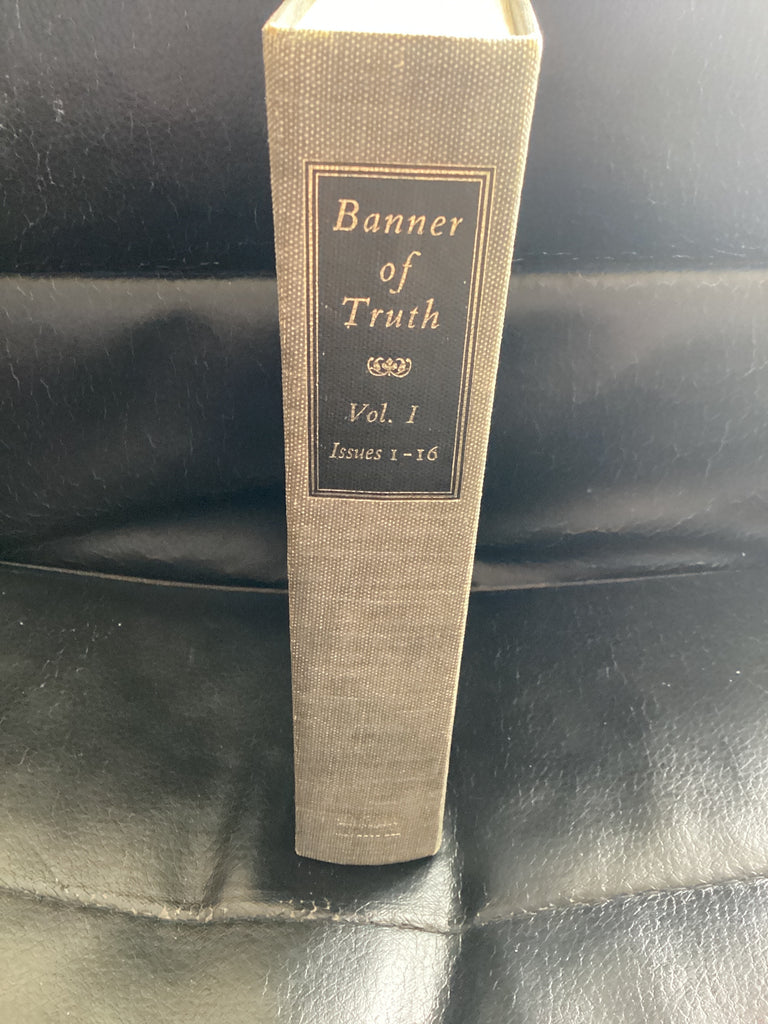 Banner
of
Truth
Vol. I
Issues 1-16